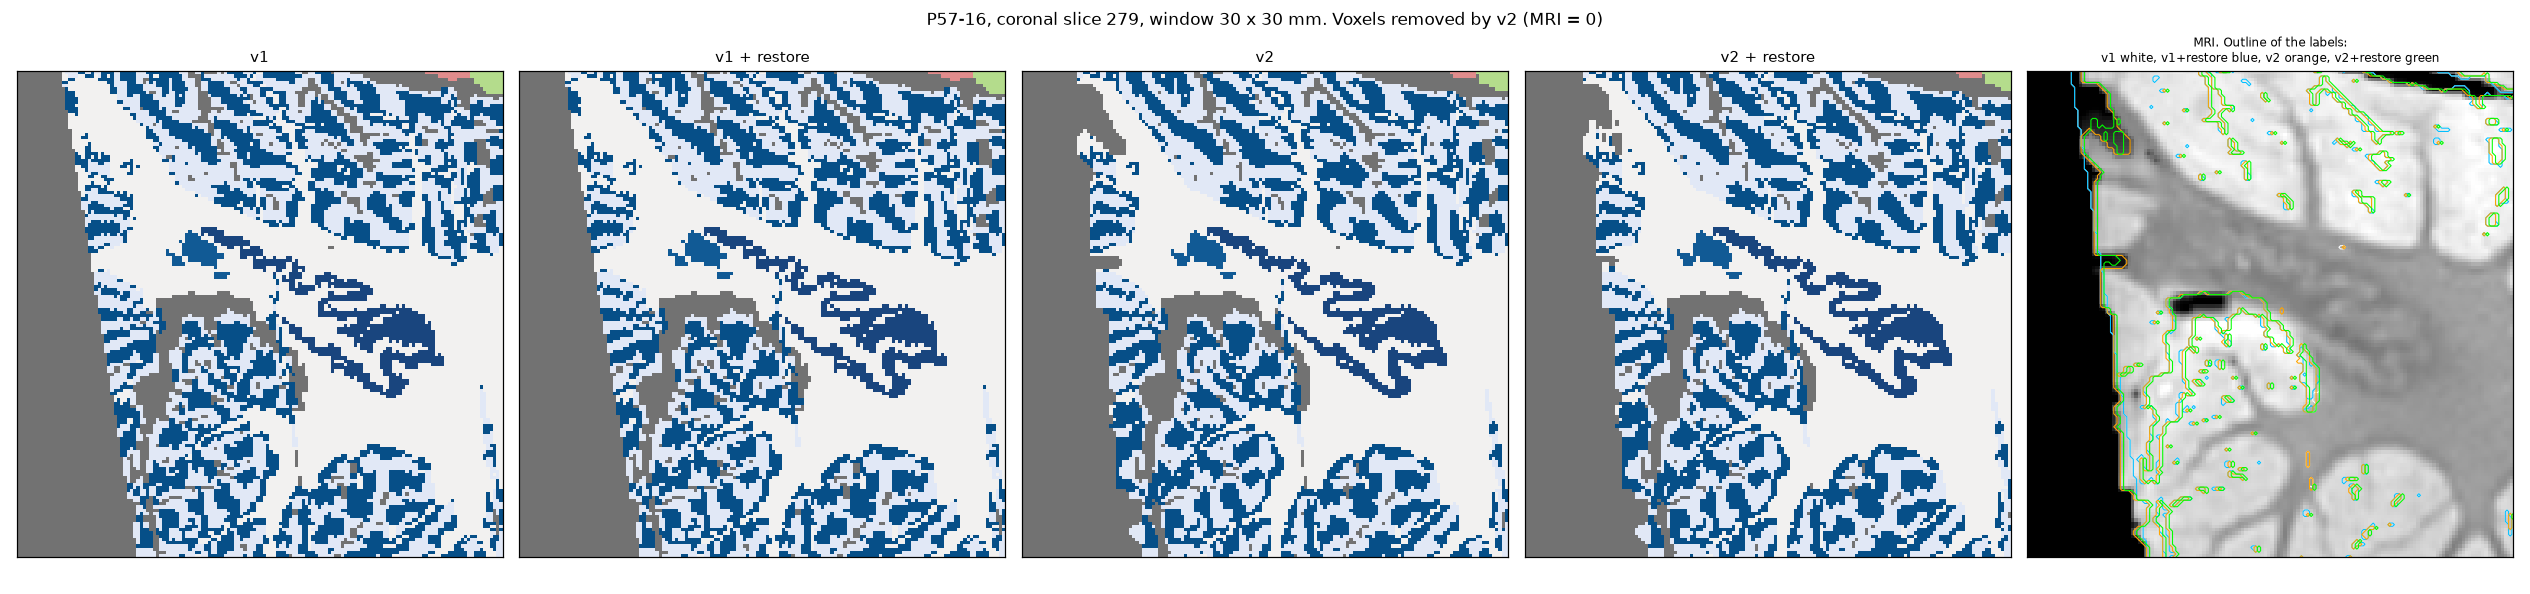 P57-16, coronal slice 279, window 30 x 30 mm. Voxels removed by v2 (MRI = 0)
v1
v1 + restore
v2
v2 + restore
MRI. Outline of the labels:
v1 white, v1+restore blue, v2 orange, v2+restore green